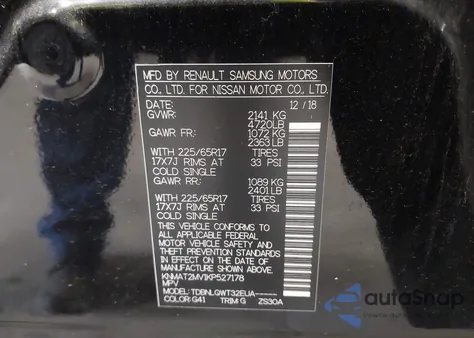 MFD BY RENAULT SAMSUNG MOTORS
CO., LTD. FOR NISSAN MOTOR CO., LTD.
DATE: 12/18
GVWR: 2141 KG
4720LB
GAWR FR: 1072 KG
2363LB
WITH 225/65R17 TIRES
17X7J RIMS AT 33 PSI
COLD SINGLE
GAWR RR: 1089 KG
2401LB
WITH 225/65R17 TIRES
17X7J RIMS AT 33 PSI
COLD SINGLE
THIS VEHICLE CONFORMS TO
ALL APPLICABLE FEDERAL
MOTOR VEHICLE SAFETY AND
THEFT PREVENTION STANDARDS
IN EFFECT ON THE DATE OF
MANUFACTURE SHOWN ABOVE.
KNMAT2MV1KP527178
MPV
MODEL: TDBNLGWT32EUA
COLOR: G41 TRIM G ZS30A
autoSnap